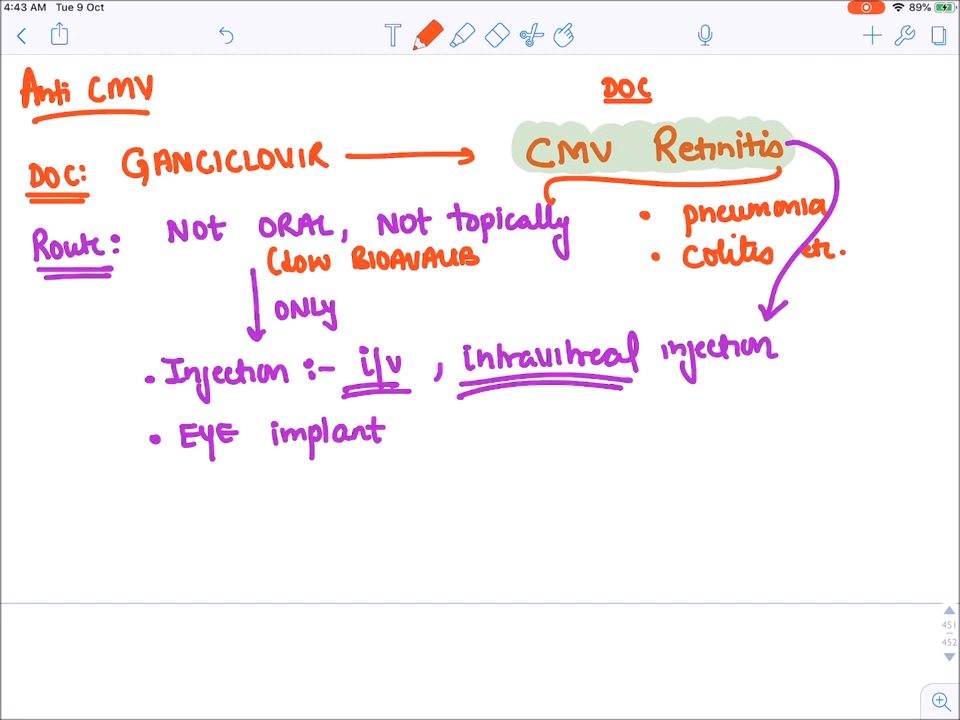 4:43 AM Tue 9 Oct 89%
T
Anti CMV
DOC
DOC: GANCICLOVIR → CMV Retinitis
• pneumonia
• Colitis etc.
Route: NOT ORAL, NOT topically
(low BIOAVAILIB
ONLY
• Injection :- i/v, intravitreal injection
• EYE implant
451
452